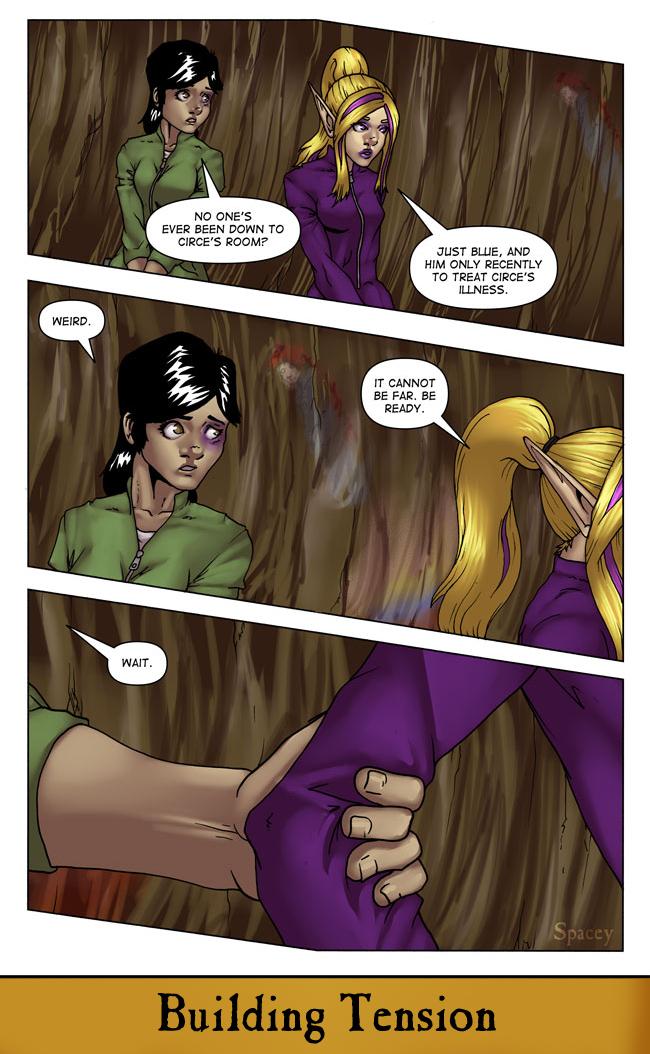 NO ONE'S
EVER BEEN DOWN TO
CIRCE'S ROOM?
JUST BLUE, AND
HIM ONLY RECENTLY
TO TREAT CIRCE'S
ILLNESS.
WEIRD.
IT CANNOT
BE FAR. BE
READY.
WAIT.
Spacey
Building Tension